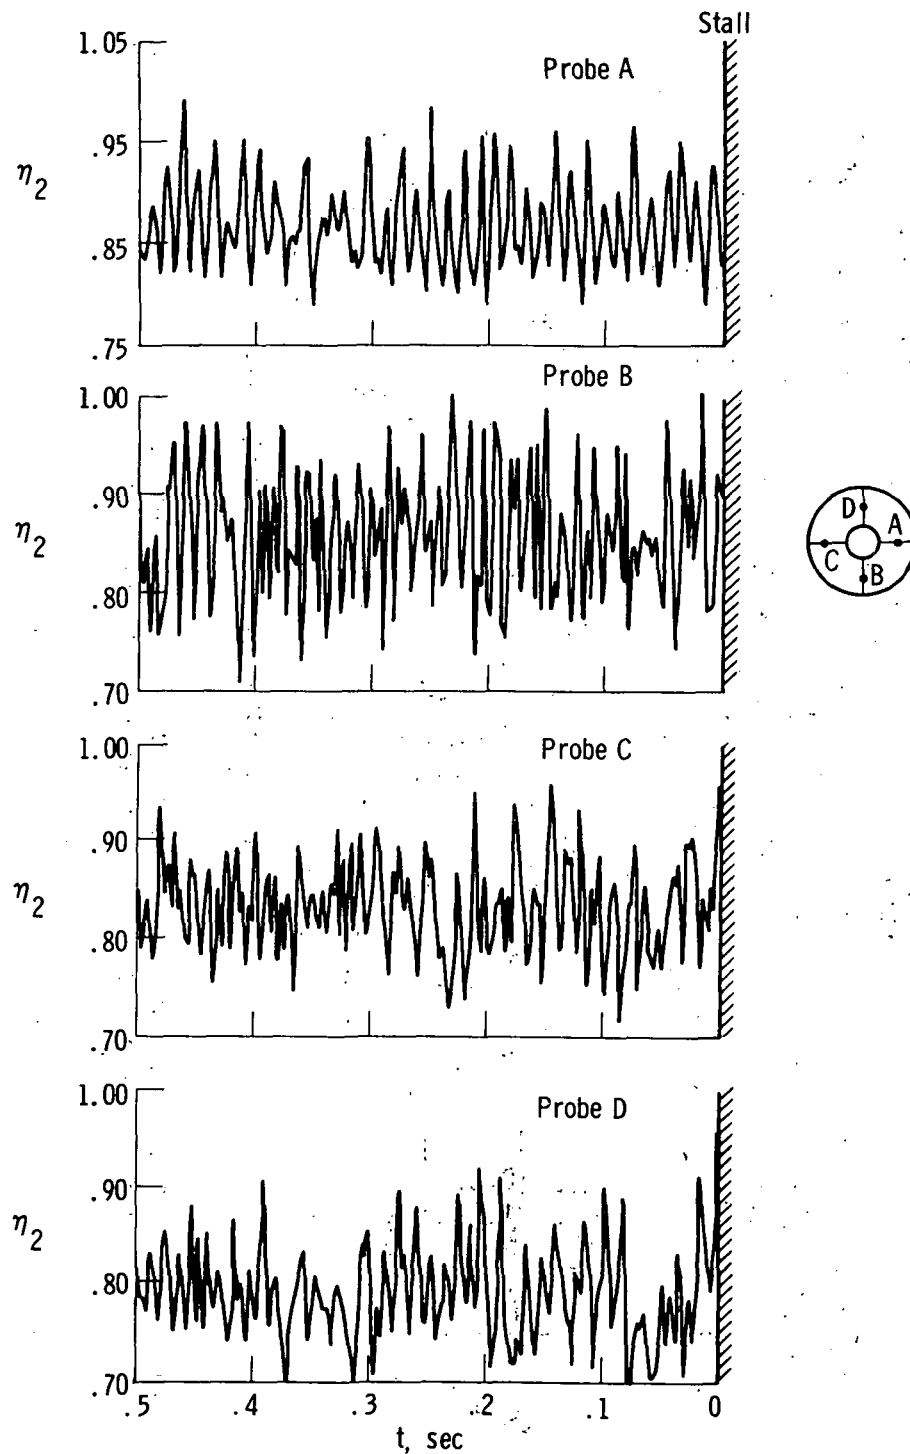 Stall
1.05
Probe A
.95
η2
.85
.75
Probe B
1.00
.90
η2
.80
.70
D
A
C
B
Probe C
1.00
.90
η2
.80
.70
Probe D
1.00
.90
η2
.80
.70
.5 .4 .3 .2 .1 0
t, sec